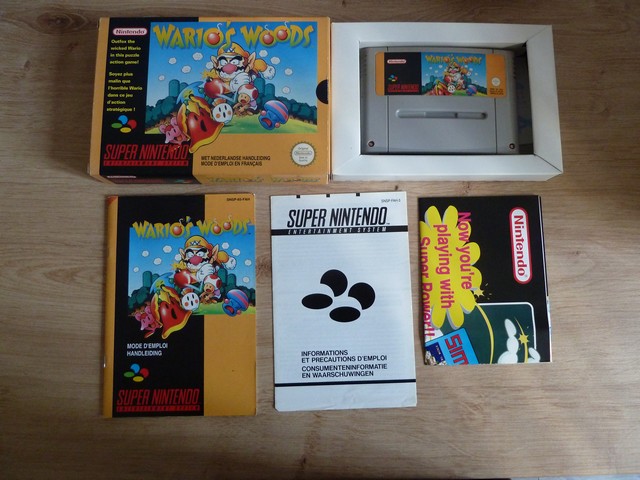 Nintendo
WARIO'S WOODS
Outfox the
wicked Wario
in this puzzle
action game!
Soyez plus
malin que
l'horrible Wario
dans ce jeu
d'action
stratégique !
SUPER NINTENDO
ENTERTAINMENT SYSTEM
MET NEDERLANDSE HANDLEIDING
MODE D'EMPLOI EN FRANÇAIS
WARIO'S WOODS
SUPER NINTENDO
WARIO'S WOODS
MODE D'EMPLOI
HANDLEIDING
SUPER NINTENDO
ENTERTAINMENT SYSTEM
SUPER NINTENDO
ENTERTAINMENT SYSTEM
INFORMATIONS
ET PRECAUTIONS D'EMPLOI
CONSUMENTENINFORMATIE
EN WAARSCHUWINGEN
Nintendo
Now you're
playing with
Super Power!!
SIM